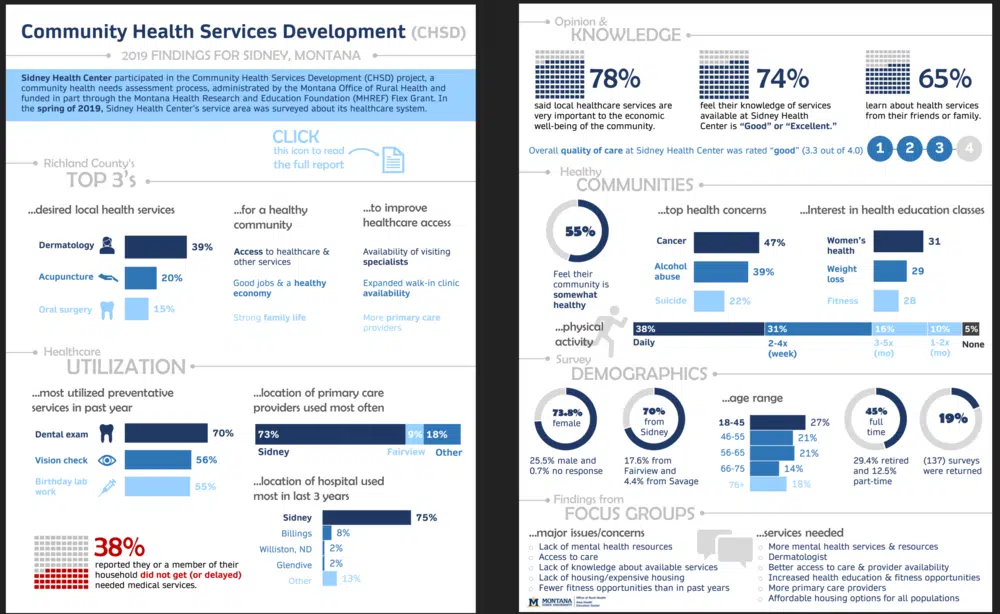 Community Health Services Development (CHSD)
2019 FINDINGS FOR SIDNEY, MONTANA
Sidney Health Center participated in the Community Health Services Development (CHSD) project, a
community health needs assessment process, administrated by the Montana Office of Rural Health and
funded in part through the Montana Health Research and Education Foundation (MHREF) Flex Grant. In
the spring of 2019, Sidney Health Center's service area was surveyed about its healthcare system.
CLICK
this icon to read
the full report
Richland County's
TOP 3's
...desired local health services
Dermatology
39%
Acupuncture
20%
Oral surgery
15%
...for a healthy
community
Access to healthcare &
other services
Good jobs & a healthy
economy
Strong family life
...to improve
healthcare access
Availability of visiting
specialists
Expanded walk-in clinic
availability
More primary care
providers
Healthcare
UTILIZATION
...most utilized preventative
services in past year
Dental exam
70%
Vision check
56%
Birthday lab
work
55%
38%
reported they or a member of their
household did not get (or delayed)
needed medical services.
...location of primary care
providers used most often
73% 9% 18%
Sidney Fairview Other
...location of hospital used
most in last 3 years
Sidney 75%
Billings 8%
Williston, ND 2%
Glendive 2%
Other 13%
Opinion &
KNOWLEDGE
78%
said local healthcare services are
very important to the economic
well-being of the community.
74%
feel their knowledge of services
available at Sidney Health
Center is "Good" or "Excellent."
65%
learn about health services
from their friends or family.
Overall quality of care at Sidney Health Center was rated "good" (3.3 out of 4.0)
1 2 3 4
Healthy
COMMUNITIES
55%
Feel their
community is
somewhat
healthy
...top health concerns
Cancer 47%
Alcohol
abuse
39%
Suicide 22%
...Interest in health education classes
Women's
health
31
Weight
loss
29
Fitness 28
...physical
activity
38% 31% 16% 10% 5%
Daily 2-4x
(week)
3-5x
(mo)
1-2x
(mo)
None
Survey
DEMOGRAPHICS
73.8%
female
25.5% male and
0.7% no response
70%
from
Sidney
17.6% from
Fairview and
4.4% from Savage
...age range
18-45 27%
46-55 21%
56-65 21%
66-75 14%
76+ 18%
45%
full
time
29.4% retired
and 12.5%
part-time
19%
(137) surveys
were returned
Findings from
FOCUS GROUPS
...major issues/concerns
Lack of mental health resources
Access to care
Lack of knowledge about available services
Lack of housing/expensive housing
Fewer fitness opportunities than in past years
...services needed
More mental health services & resources
Dermatologist
Better access to care & provider availability
Increased health education & fitness opportunities
More primary care providers
Affordable housing options for all populations
MONTANA
STATE UNIVERSITY
Office of Rural Health
Area Health
Education Center